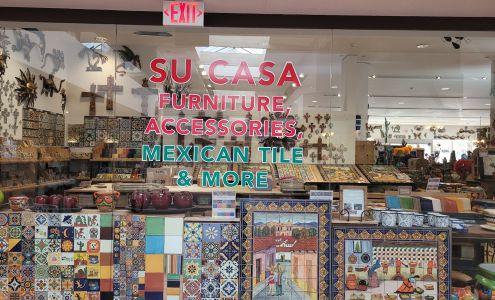 EXIT
SU CASA
FURNITURE,
ACCESSORIES,
MEXICAN TILE
& MORE